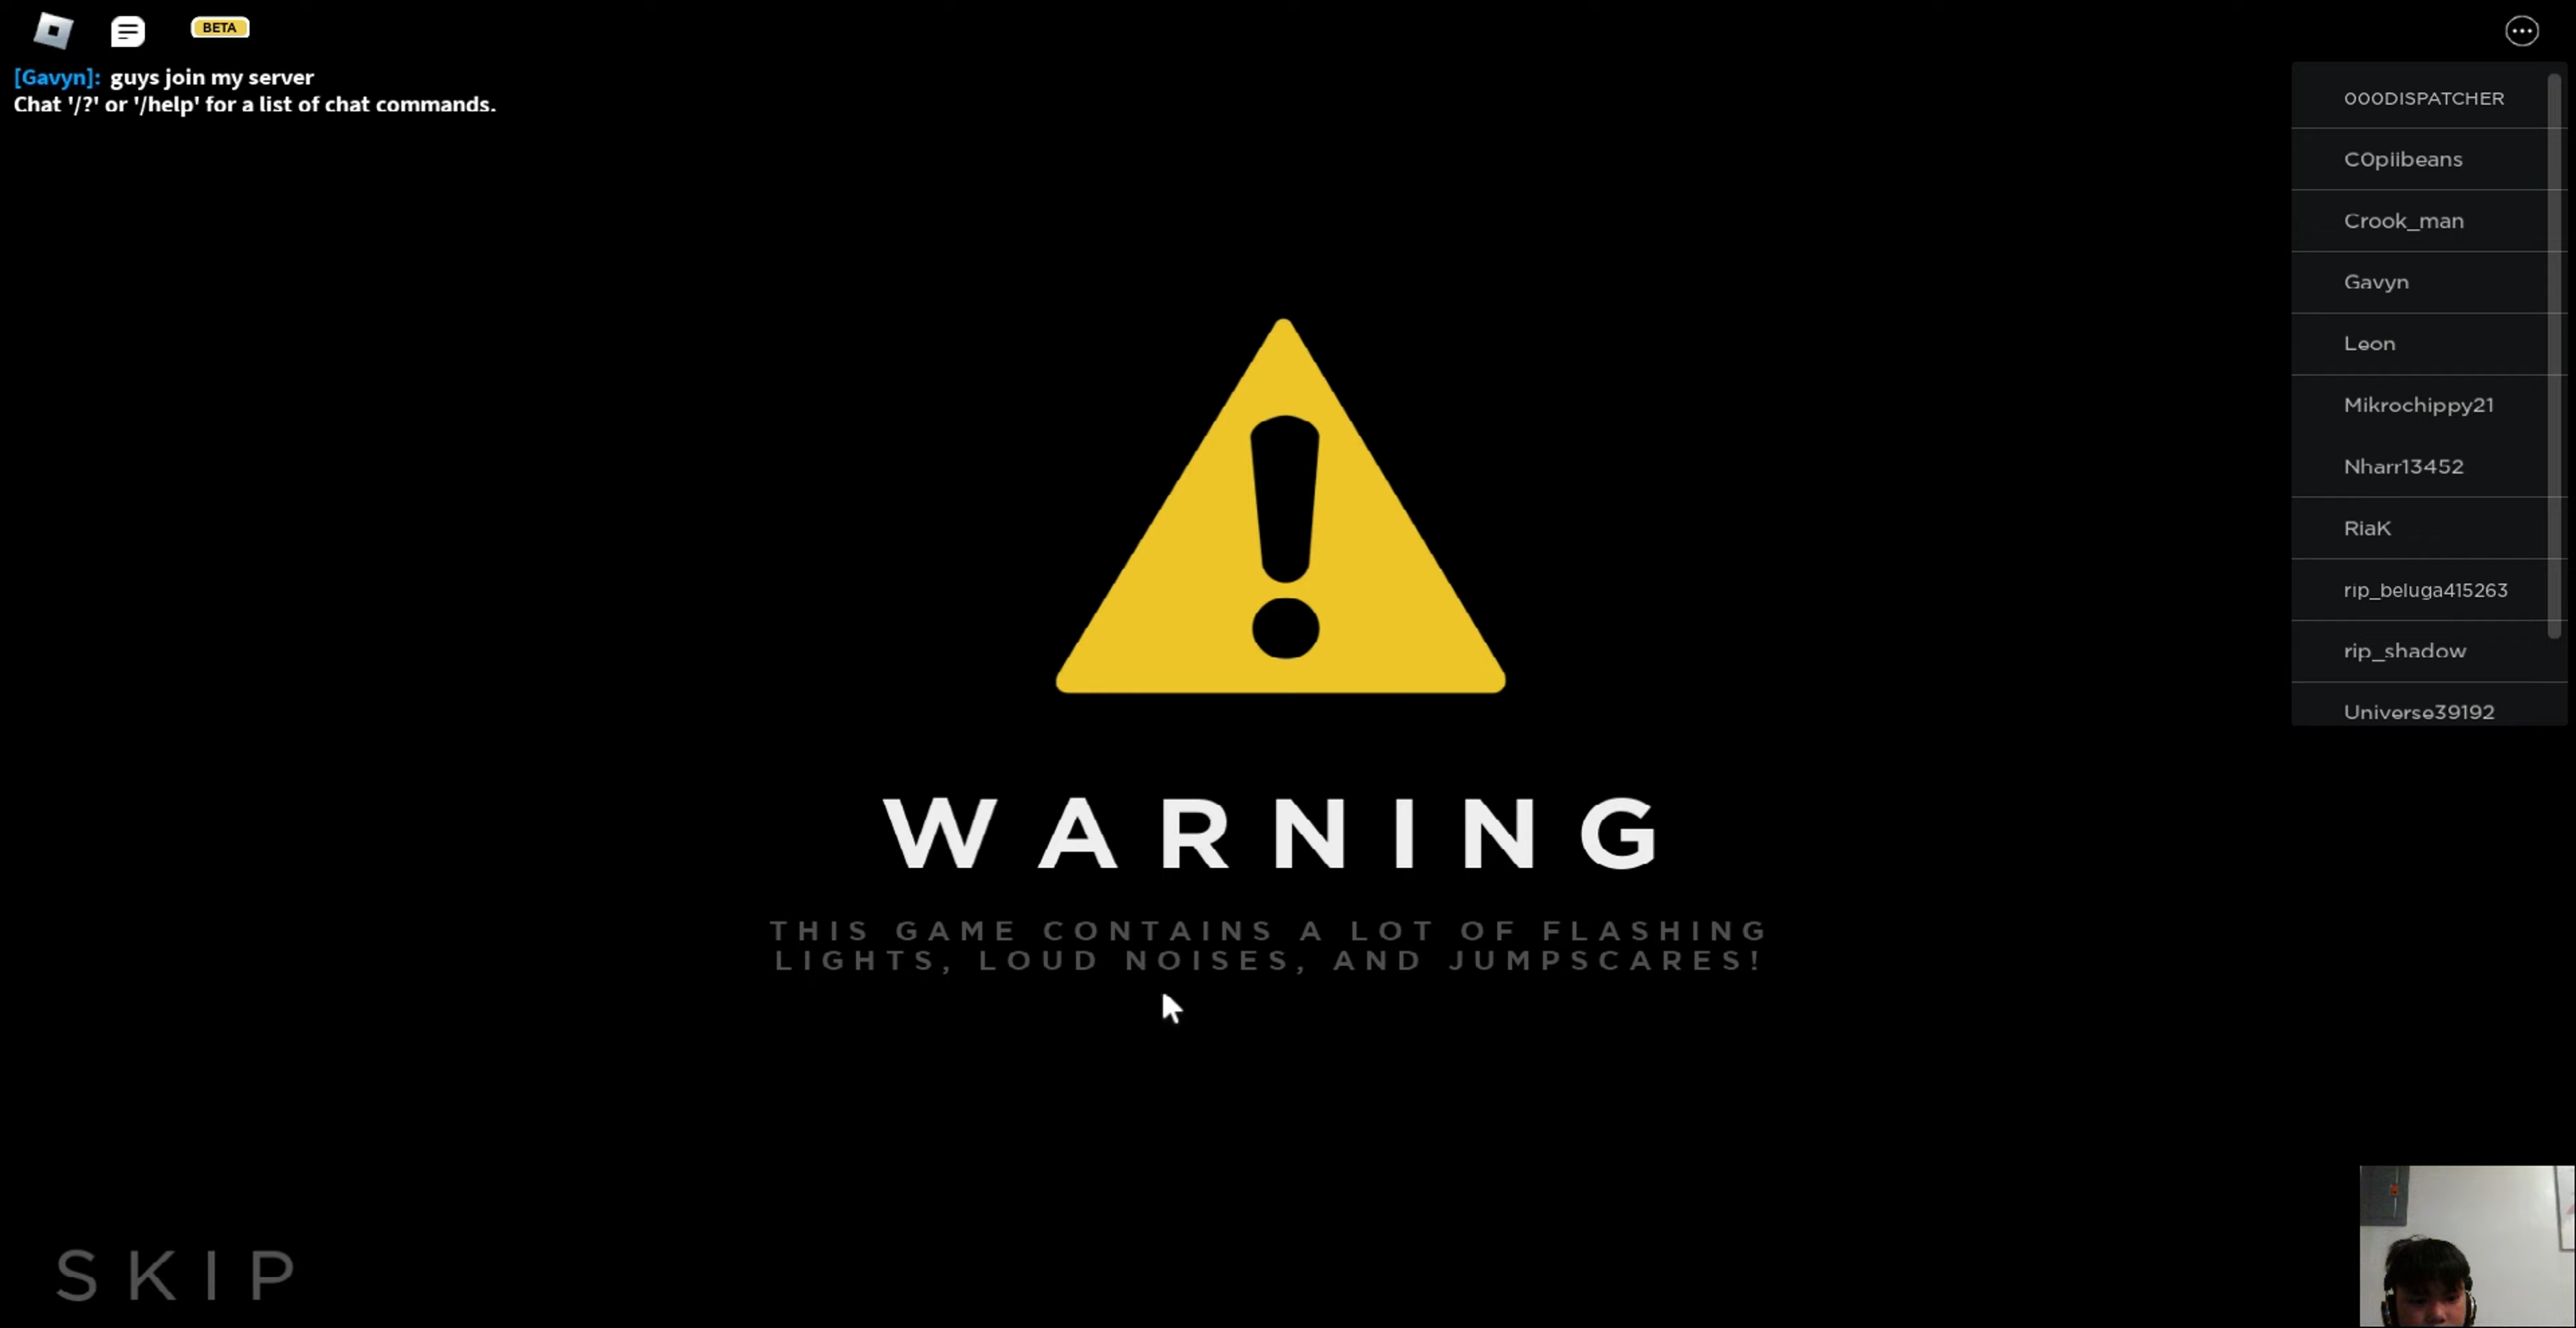 BETA
[Gavyn]: guys join my server
Chat '/?' or '/help' for a list of chat commands.
000DISPATCHER
C0piibeans
Crook_man
Gavyn
Leon
Mikrochippy21
Nharr13452
RiaK
rip_beluga415263
rip_shadow
Universe39192
WARNING
THIS GAME CONTAINS A LOT OF FLASHING
LIGHTS, LOUD NOISES, AND JUMPSCARES!
SKIP